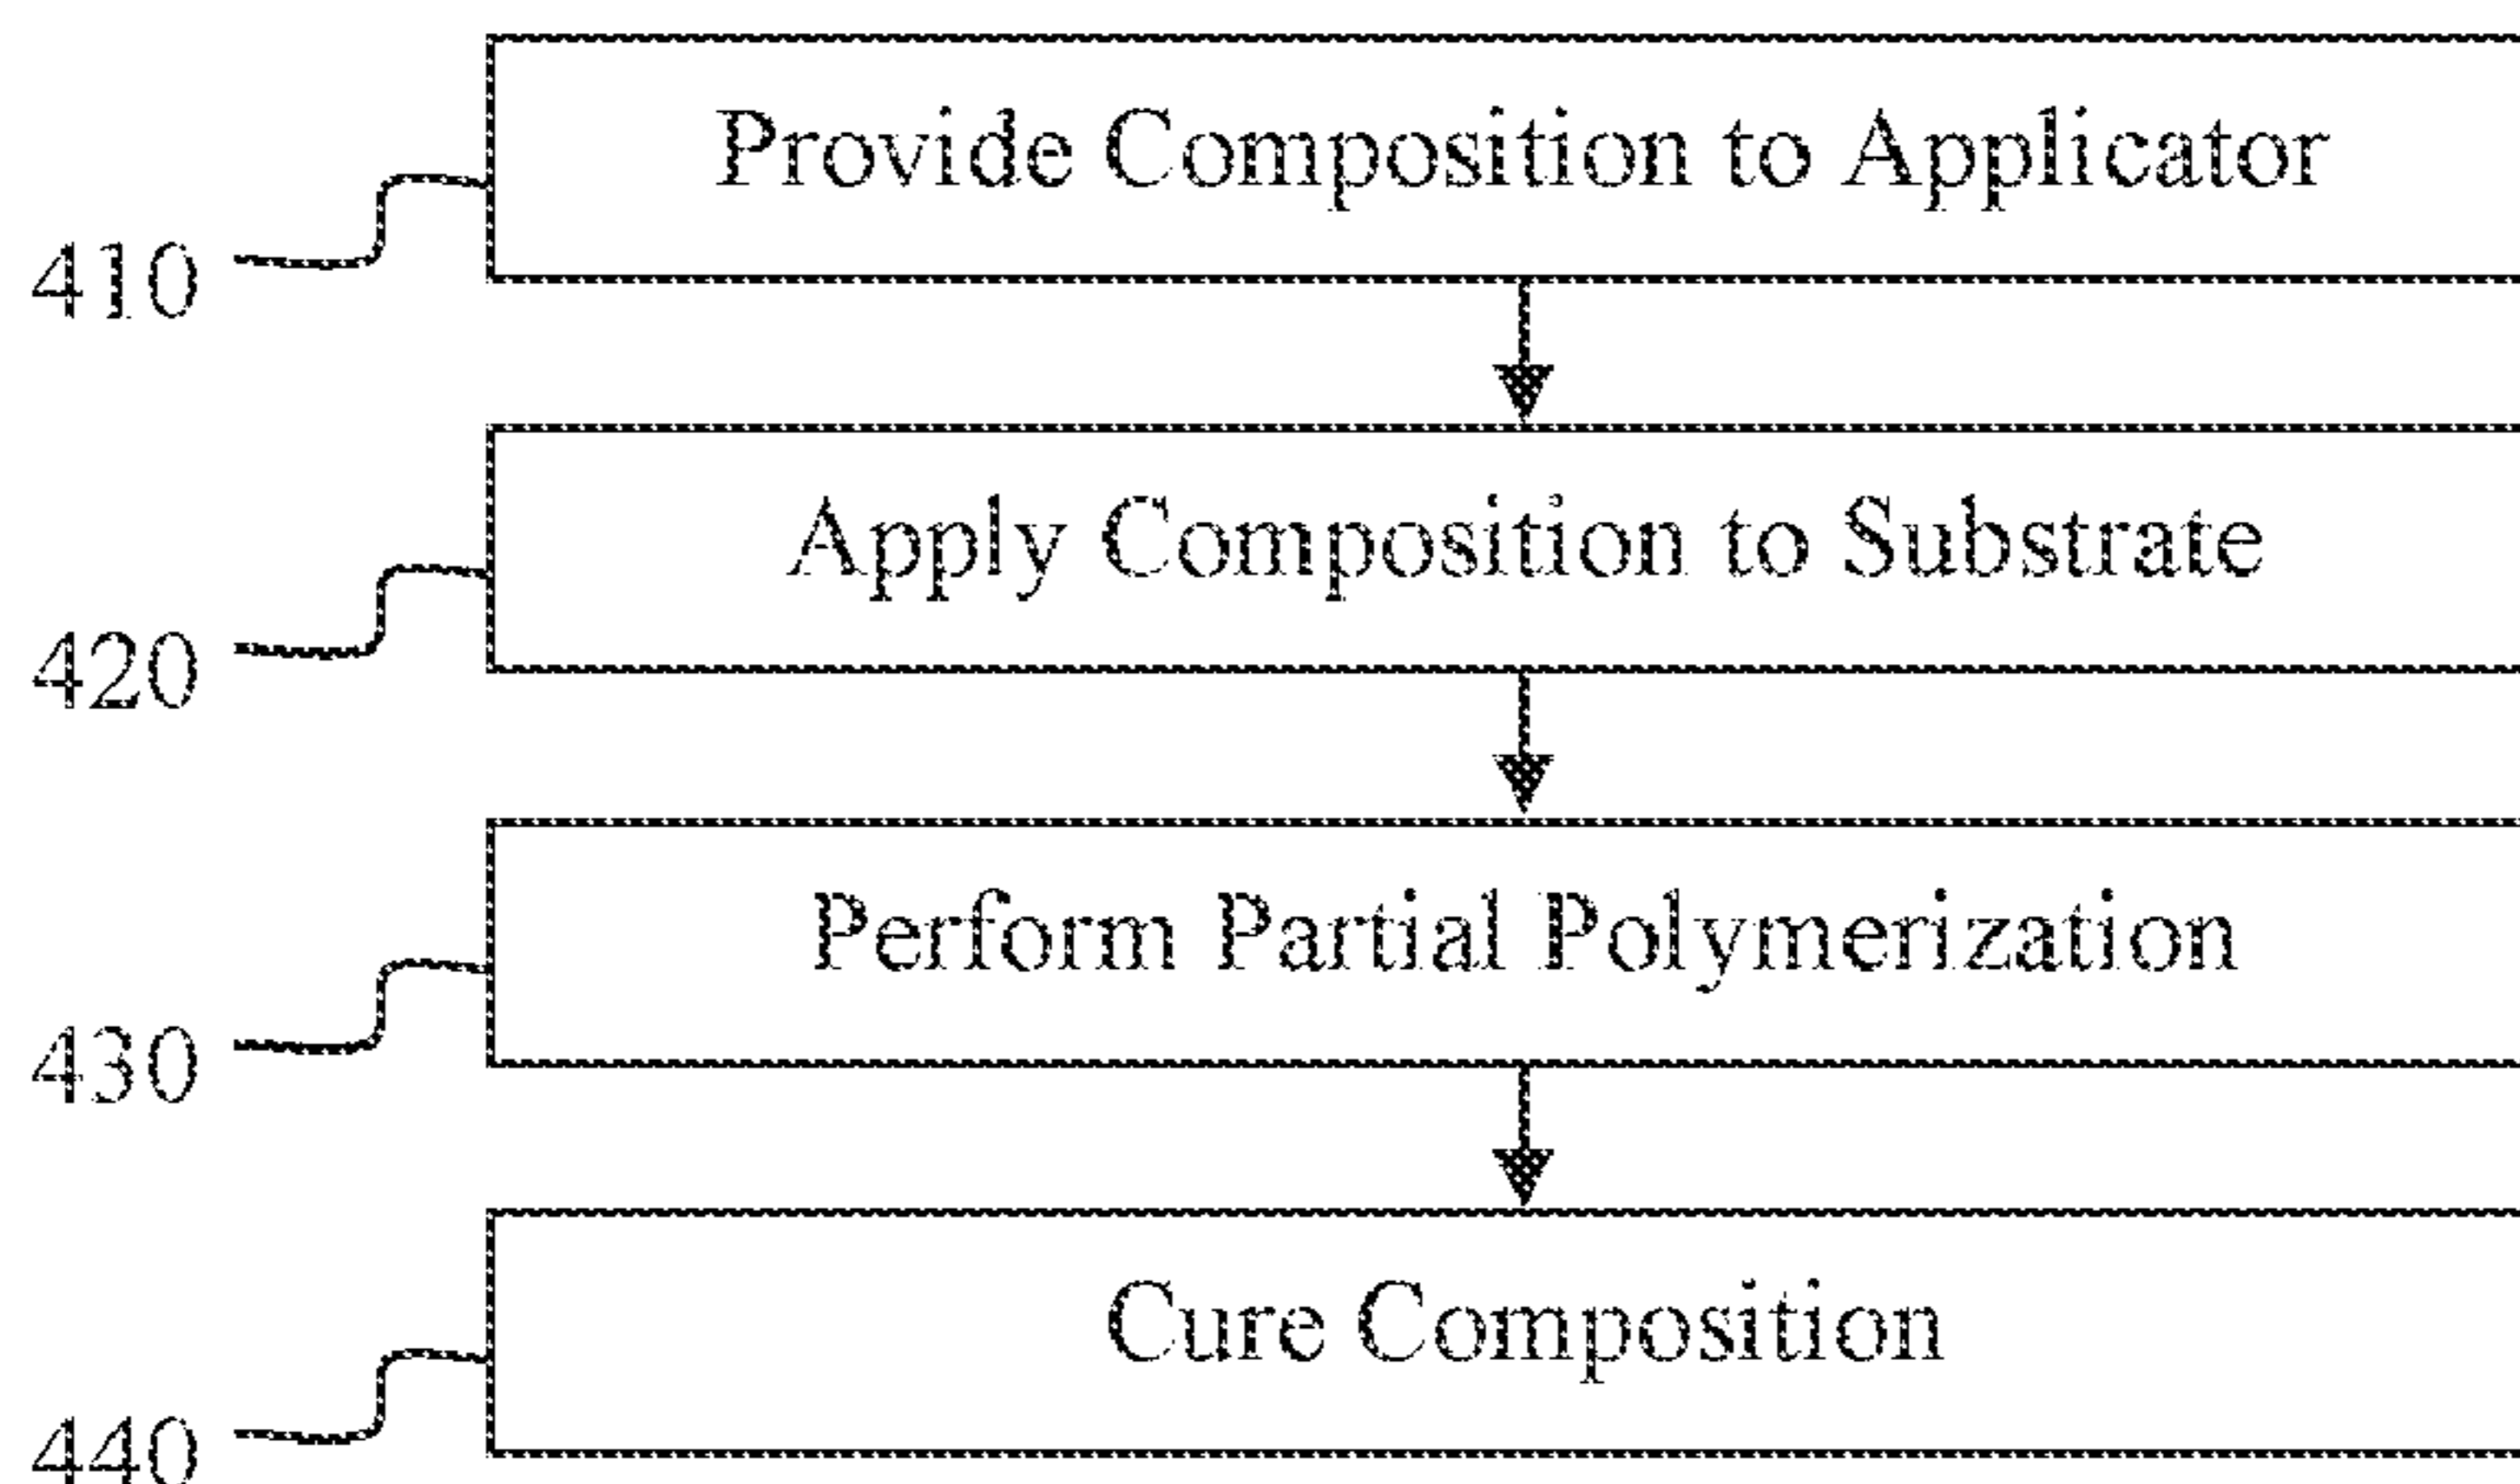 Provide Composition to Applicator
410
Apply Composition to Substrate
420
Perform Partial Polymerization
430
Cure Composition
440